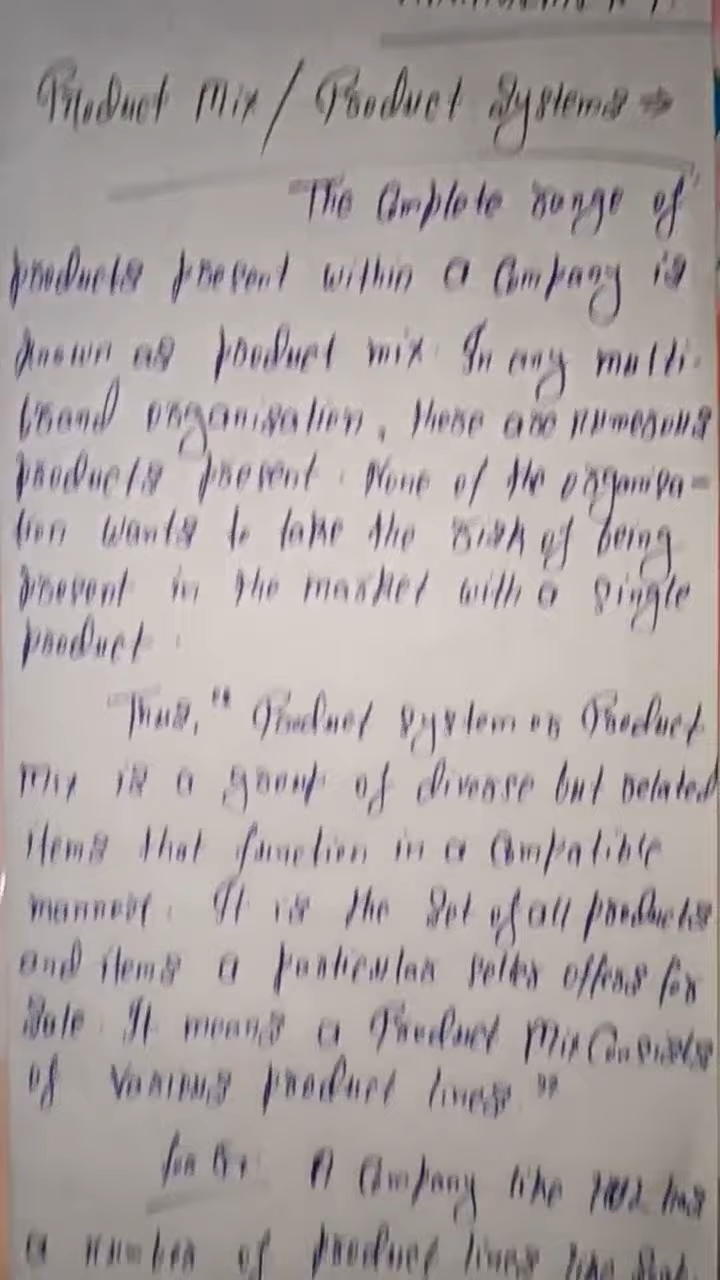 Product Mix / Product Systems ⇒
The Complete range of
products present within a Company is
known as product mix. In any multi-
brand organisation, there are numerous
products present. None of the organisa-
tion wants to take the risk of being
present in the market with a single
product.
Thus, " Product system or Product
Mix is a group of diverse but related
items that function in a Compatible
manner. It is the Set of all products
and items a particular seller offers for
Sale. It means a Product Mix Consists
of Various product lines. "
for Ex: A Company like HUL has
a number of product lines like